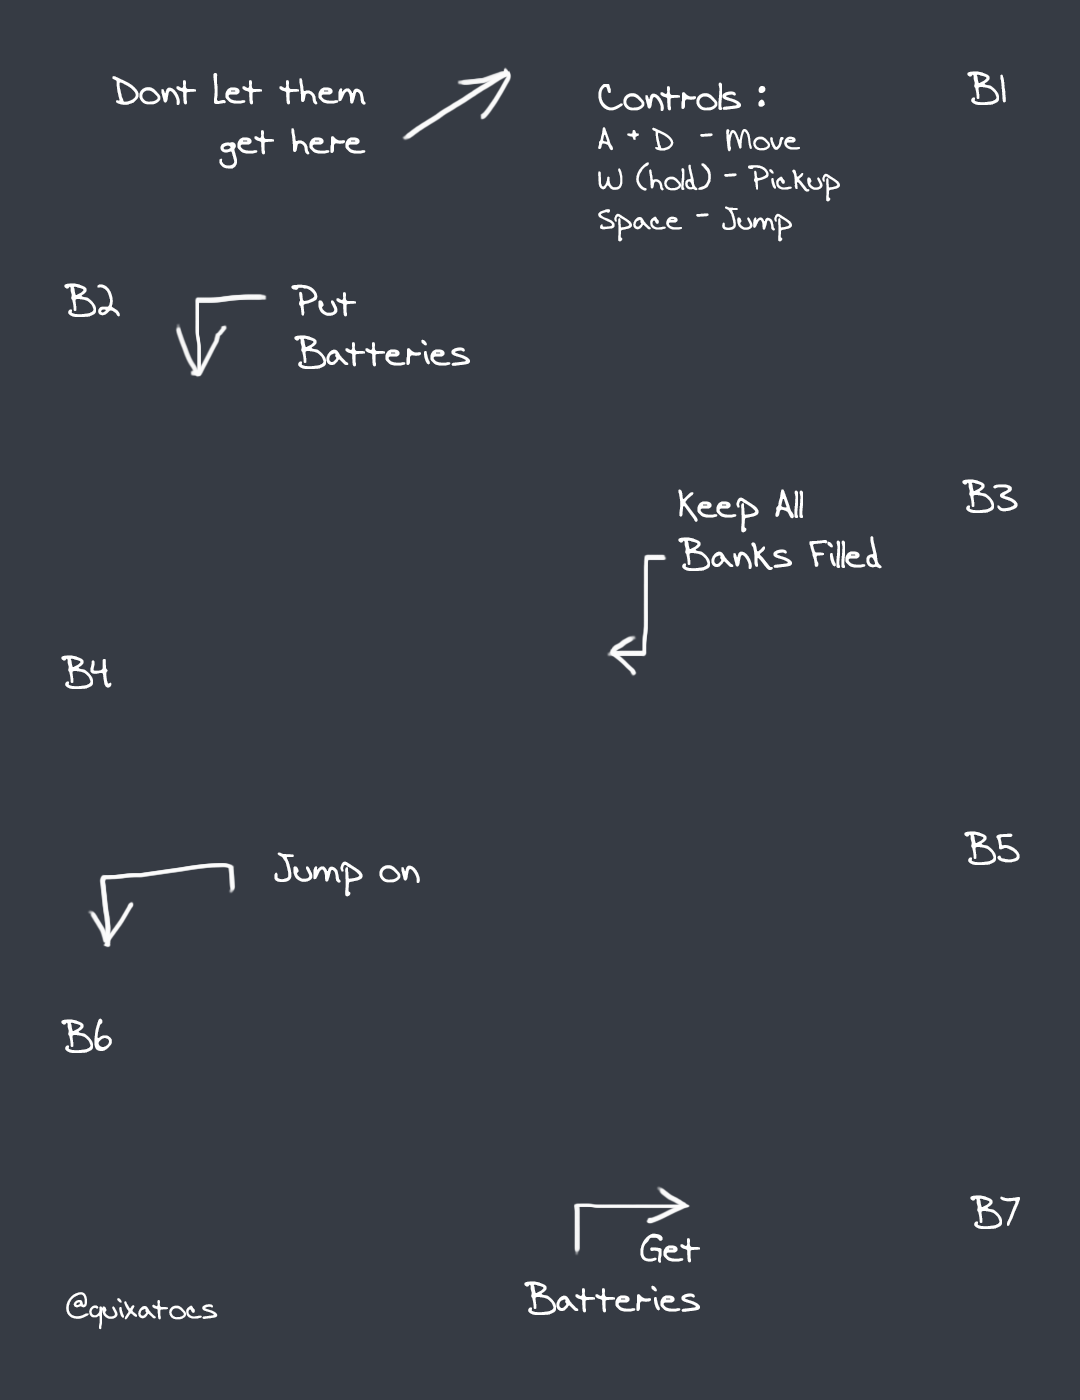 Dont Let them
get here
Controls :
A + D - Move
W (hold) - Pickup
Space - Jump
B1
B2
Put
Batteries
Keep All
Banks Filled
B3
B4
Jump on
B5
B6
Get
Batteries
B7
@quixatocs